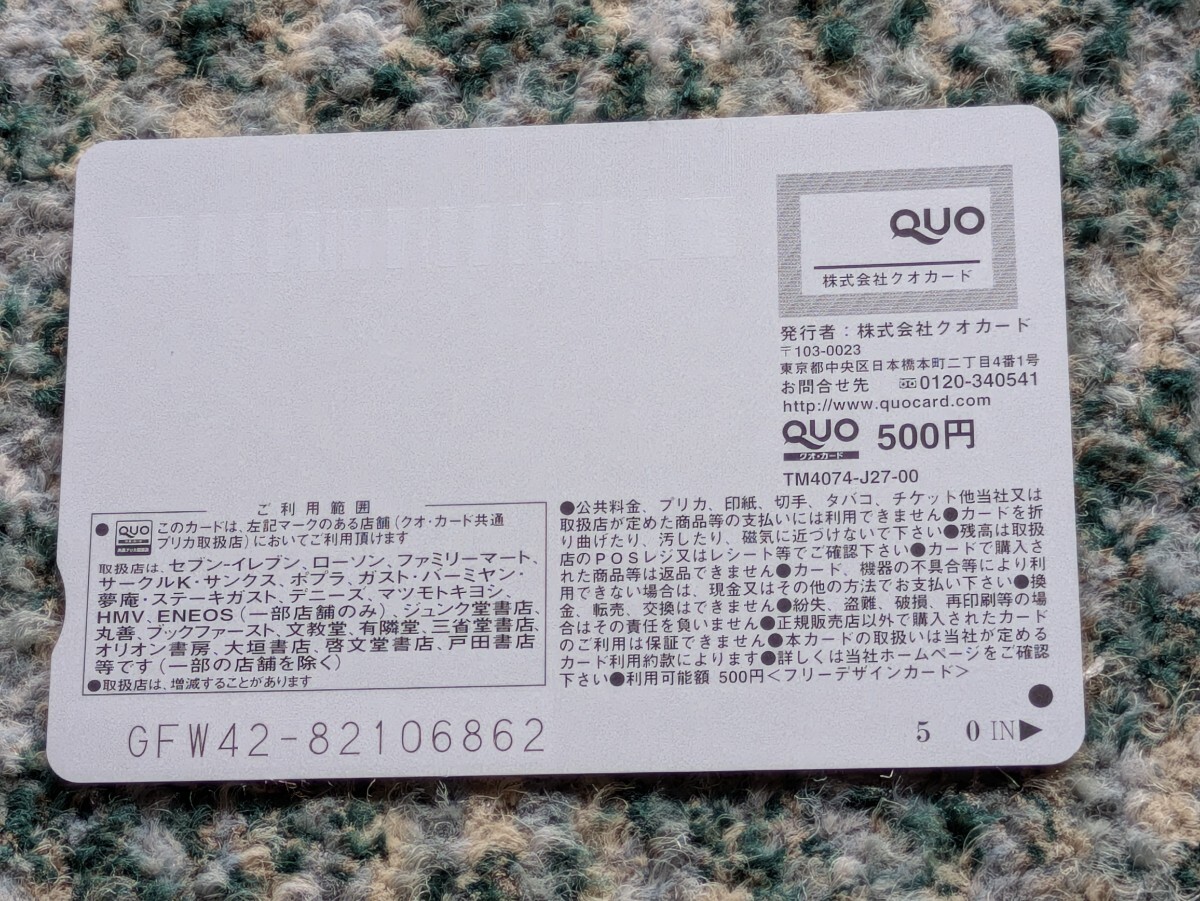 QUO
株式会社クオカード
発行者：株式会社クオカード
〒103-0023
東京都中央区日本橋本町二丁目4番1号
お問合せ先 0120-340541
http://www.quocard.com
QUO 500円
クオ・カード
TM4074-J27-00
ご利用範囲
●QUO このカードは、左記マークのある店舗（クオ・カード共通
プリカ取扱店）においてご利用頂けます
取扱店は、セブン-イレブン、ローソン、ファミリーマート、
サークルK・サンクス、ポプラ、ガスト・バーミヤン・
夢庵・ステーキガスト、デニーズ、マツモトキヨシ、
HMV、ENEOS（一部店舗のみ）、ジュンク堂書店、
丸善、ブックファースト、文教堂、有隣堂、三省堂書店、
オリオン書房、大垣書店、啓文堂書店、戸田書店
等です（一部の店舗を除く）
●取扱店は、増減することがあります
●公共料金、プリカ、印紙、切手、タバコ、チケット他当社又は
取扱店が定めた商品等の支払いには利用できません●カードを折
り曲げたり、汚したり、磁気に近づけないで下さい●残高は取扱
店のPOSレジ又はレシート等でご確認下さい●カードで購入さ
れた商品等は返品できません●カード、機器の不具合等により利
用できない場合は、現金又はその他の方法でお支払い下さい●換
金、転売、交換はできません●紛失、盗難、破損、再印刷等の場
合はその責任を負いません●正規販売店以外で購入されたカード
のご利用は保証できません●本カードの取扱いは当社が定める
カード利用約款によります●詳しくは当社ホームページをご確認
下さい●利用可能額 500円＜フリーデザインカード＞
GFW42-82106862
5 0 IN▶